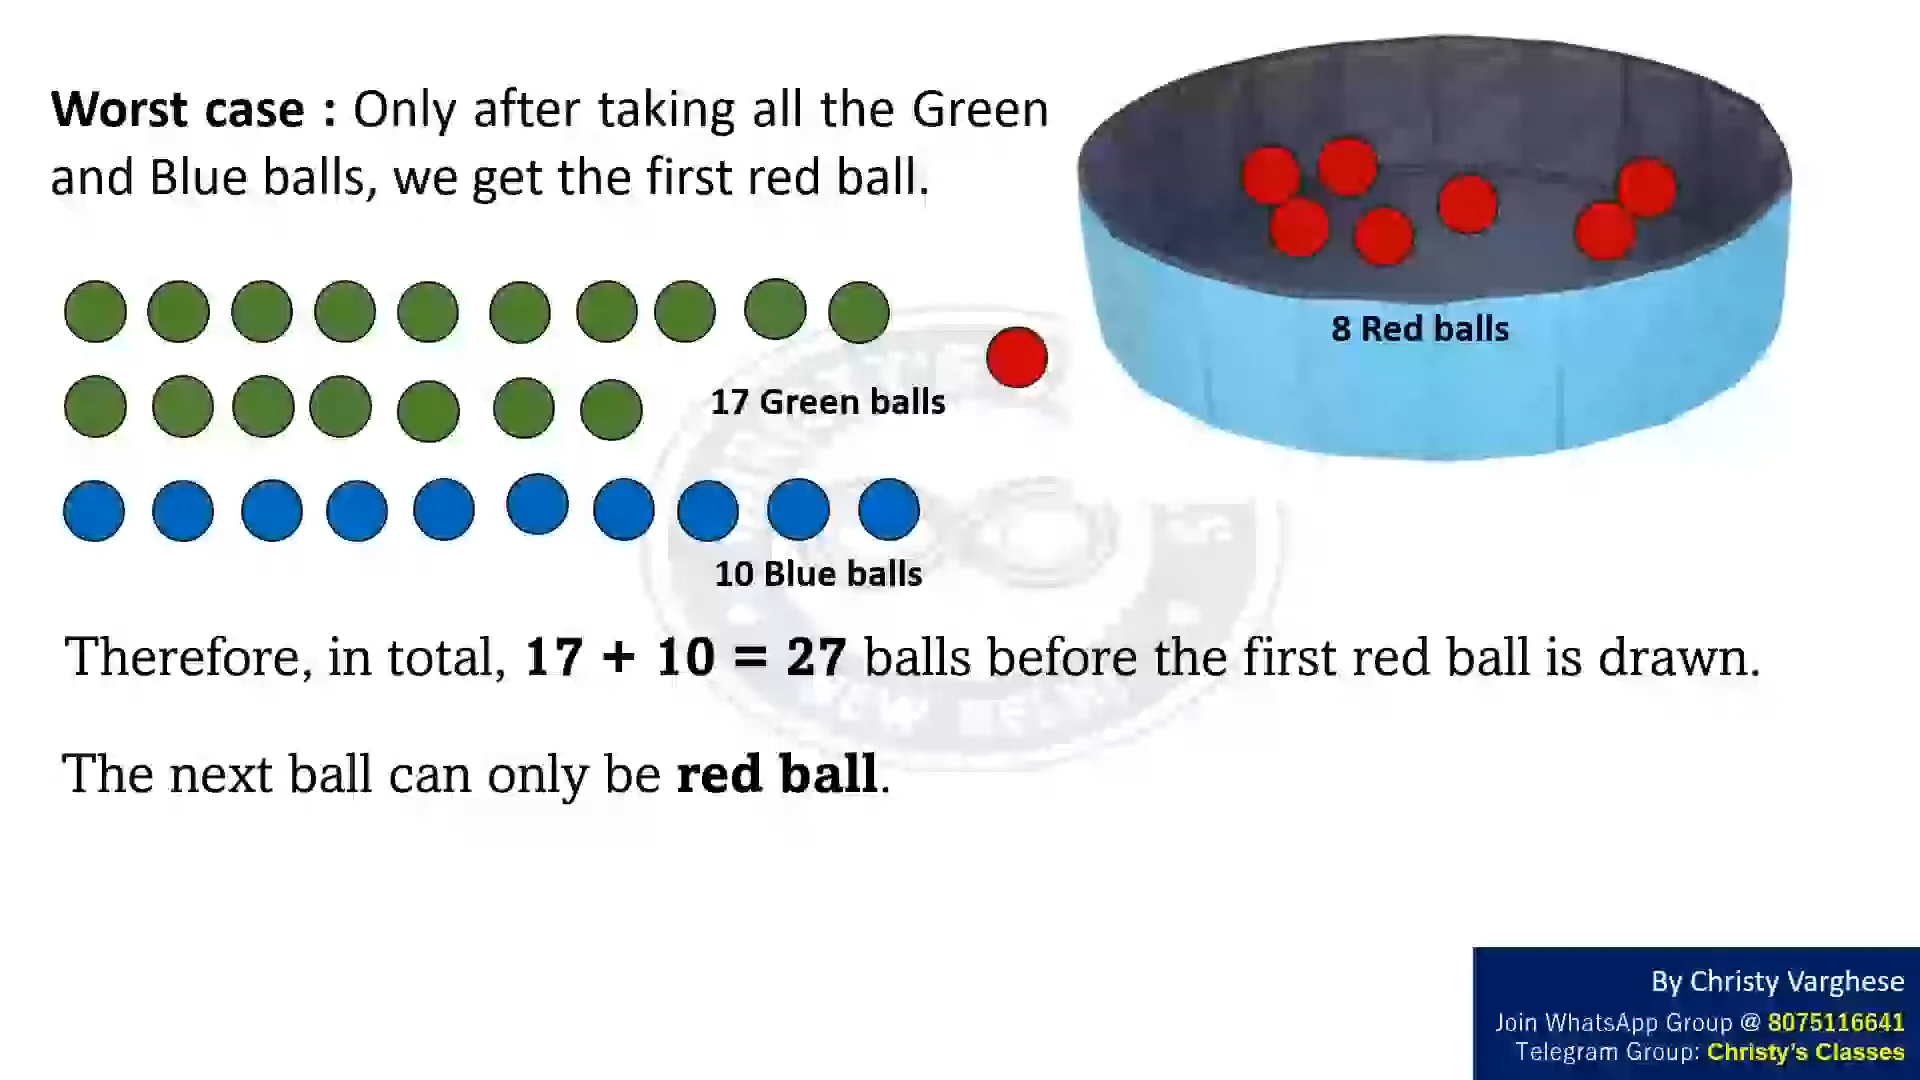 Worst case : Only after taking all the Green
and Blue balls, we get the first red ball.
8 Red balls
17 Green balls
10 Blue balls
Therefore, in total, 17 + 10 = 27 balls before the first red ball is drawn.
The next ball can only be red ball.
By Christy Varghese
Join WhatsApp Group @ 8075116641
Telegram Group: Christy's Classes